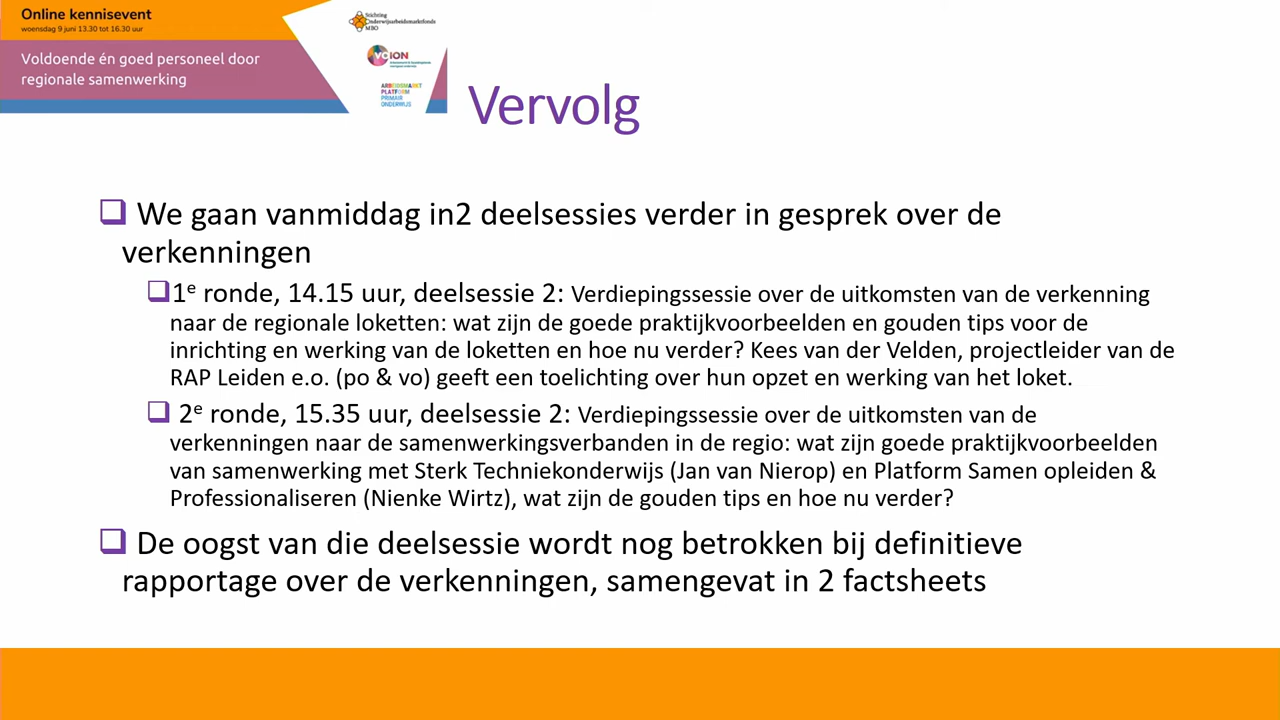 Online kennisevent
woensdag 9 juni 13.30 tot 16.30 uur
Voldoende én goed personeel door
regionale samenwerking
Stichting
Onderwijsarbeidsmarktfonds
MBO
VOION
ARBEIDSMARKT
PLATFORM
PRIMAIR
ONDERWIJS
Vervolg
We gaan vanmiddag in2 deelsessies verder in gesprek over de
verkenningen
1e ronde, 14.15 uur, deelsessie 2: Verdiepingssessie over de uitkomsten van de verkenning
naar de regionale loketten: wat zijn de goede praktijkvoorbeelden en gouden tips voor de
inrichting en werking van de loketten en hoe nu verder? Kees van der Velden, projectleider van de
RAP Leiden e.o. (po & vo) geeft een toelichting over hun opzet en werking van het loket.
2e ronde, 15.35 uur, deelsessie 2: Verdiepingssessie over de uitkomsten van de
verkenningen naar de samenwerkingsverbanden in de regio: wat zijn goede praktijkvoorbeelden
van samenwerking met Sterk Techniekonderwijs (Jan van Nierop) en Platform Samen opleiden &
Professionaliseren (Nienke Wirtz), wat zijn de gouden tips en hoe nu verder?
De oogst van die deelsessie wordt nog betrokken bij definitieve
rapportage over de verkenningen, samengevat in 2 factsheets